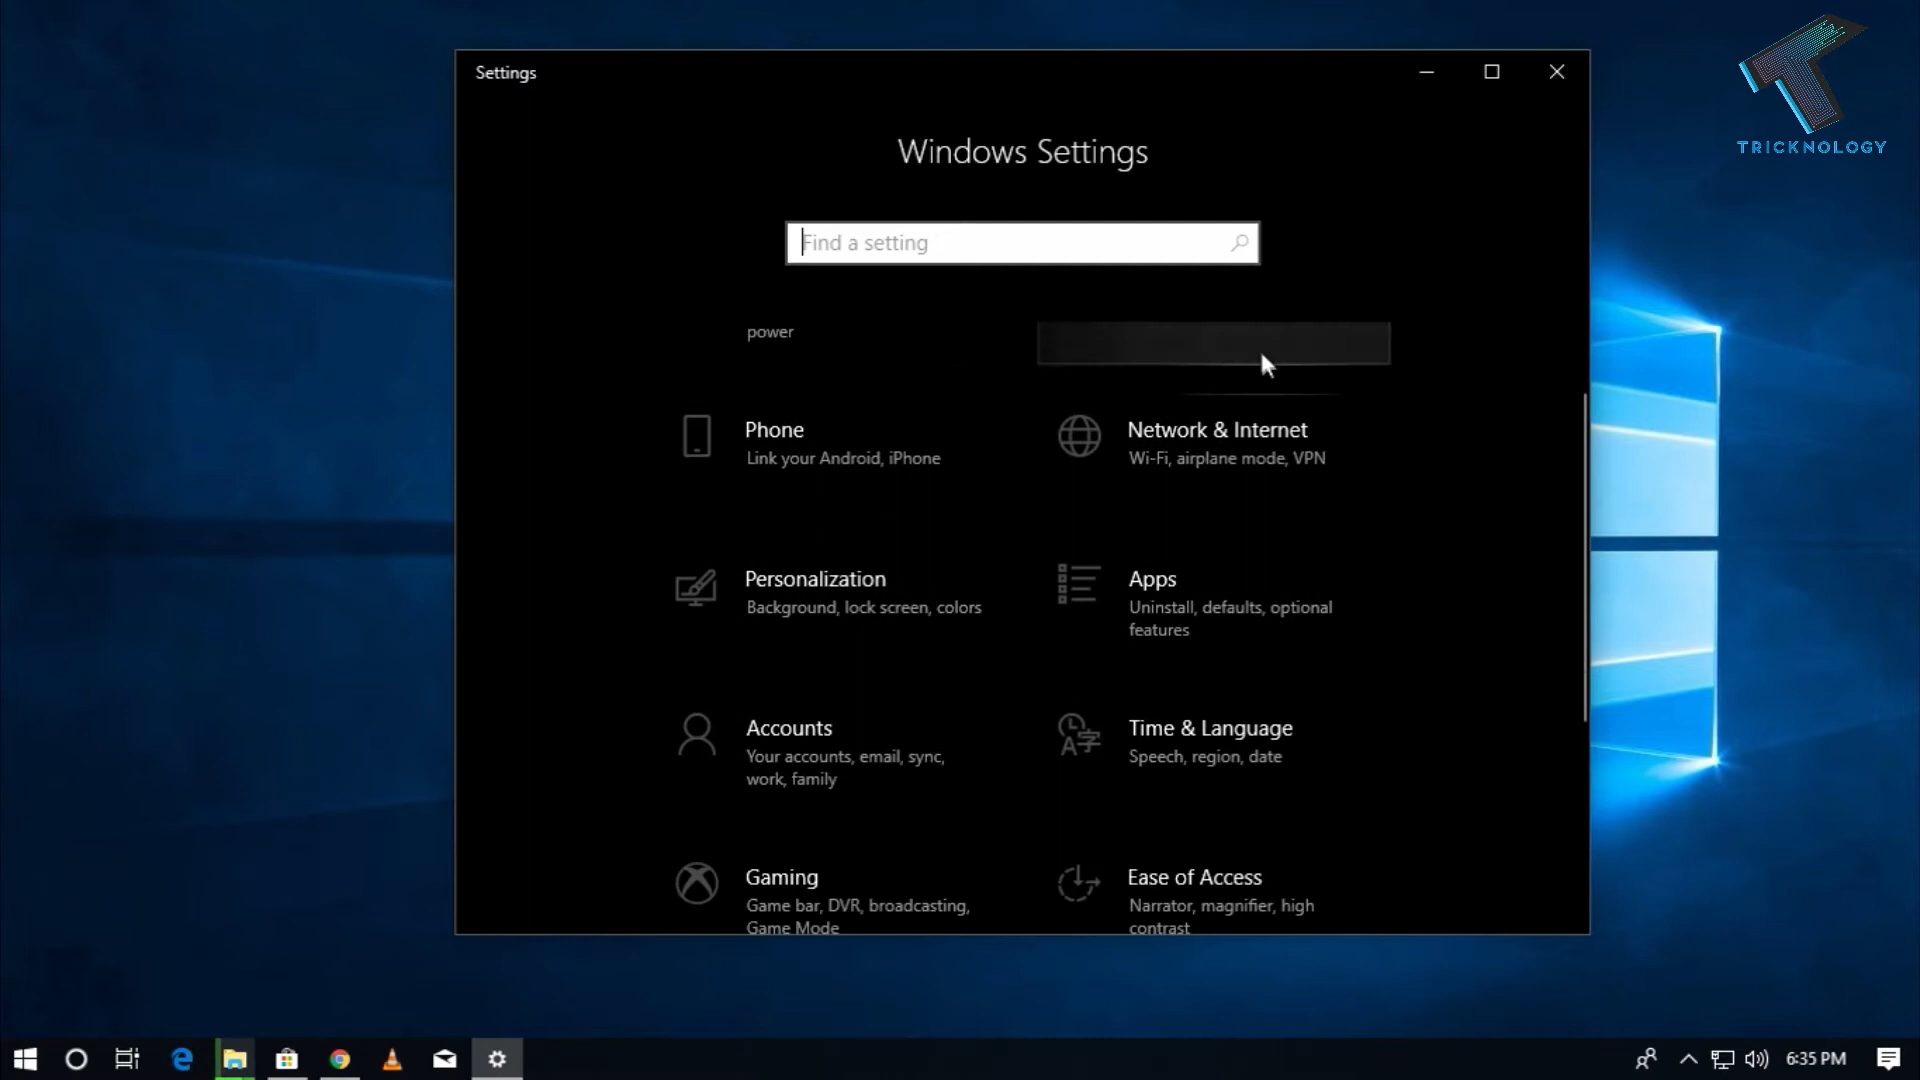 Settings
TRICKNOLOGY
Windows Settings
Find a setting
power
Phone
Link your Android, iPhone
Network & Internet
Wi-Fi, airplane mode, VPN
Personalization
Background, lock screen, colors
Apps
Uninstall, defaults, optional
features
Accounts
Your accounts, email, sync,
work, family
Time & Language
Speech, region, date
Gaming
Game bar, DVR, broadcasting,
Game Mode
Ease of Access
Narrator, magnifier, high
contrast
6:35 PM